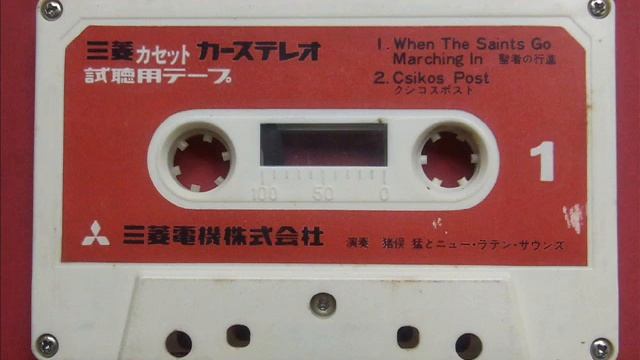 三菱カセットカーステレオ
試聴用テープ
1. When The Saints Go
Marching In 聖者の行進
2. Csikos Post
クシコスポスト
1
100 50 0
三菱電機株式会社
演奏 猪俣 猛とニュー・ラテン・サウンズ